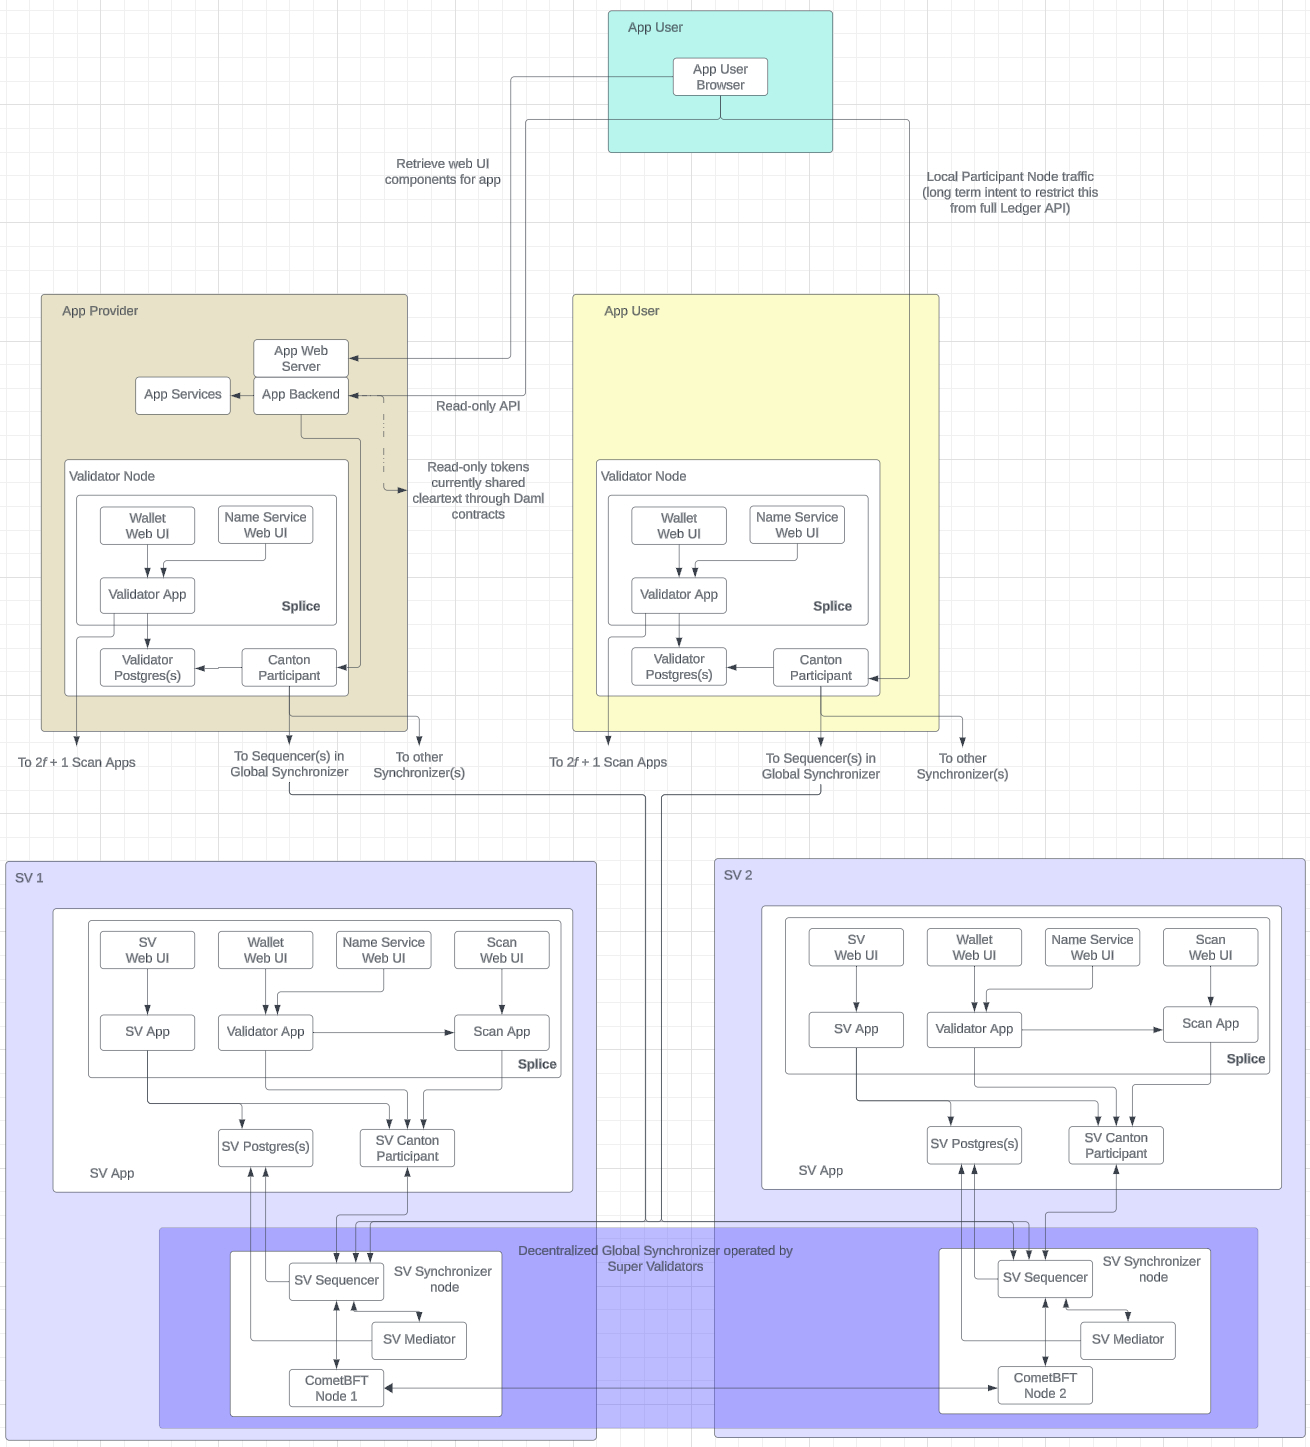 App User
App User
Browser
Retrieve web UI
components for app
Local Participant Node traffic
(long term intent to restrict this
from full Ledger API)
App Provider
App Web
Server
App Services
App Backend
Read-only API
Read-only tokens
currently shared
cleartext through Daml
contracts
Validator Node
Wallet
Web UI
Name Service
Web UI
Validator App
Splice
Validator
Postgres(s)
Canton
Participant
To 2f + 1 Scan Apps
To Sequencer(s) in
Global Synchronizer
To other
Synchronizer(s)
App User
Validator Node
Wallet
Web UI
Name Service
Web UI
Validator App
Splice
Validator
Postgres(s)
Canton
Participant
To 2f + 1 Scan Apps
To Sequencer(s) in
Global Synchronizer
To other
Synchronizer(s)
SV 1
SV
Web UI
Wallet
Web UI
Name Service
Web UI
Scan
Web UI
SV App
Validator App
Scan App
Splice
SV Postgres(s)
SV Canton
Participant
SV App
SV 2
SV
Web UI
Wallet
Web UI
Name Service
Web UI
Scan
Web UI
SV App
Validator App
Scan App
Splice
SV Postgres(s)
SV Canton
Participant
SV App
Decentralized Global Synchronizer operated by
Super Validators
SV Sequencer
SV Synchronizer
node
SV Mediator
CometBFT
Node 1
SV Sequencer
SV Synchronizer
node
SV Mediator
CometBFT
Node 2